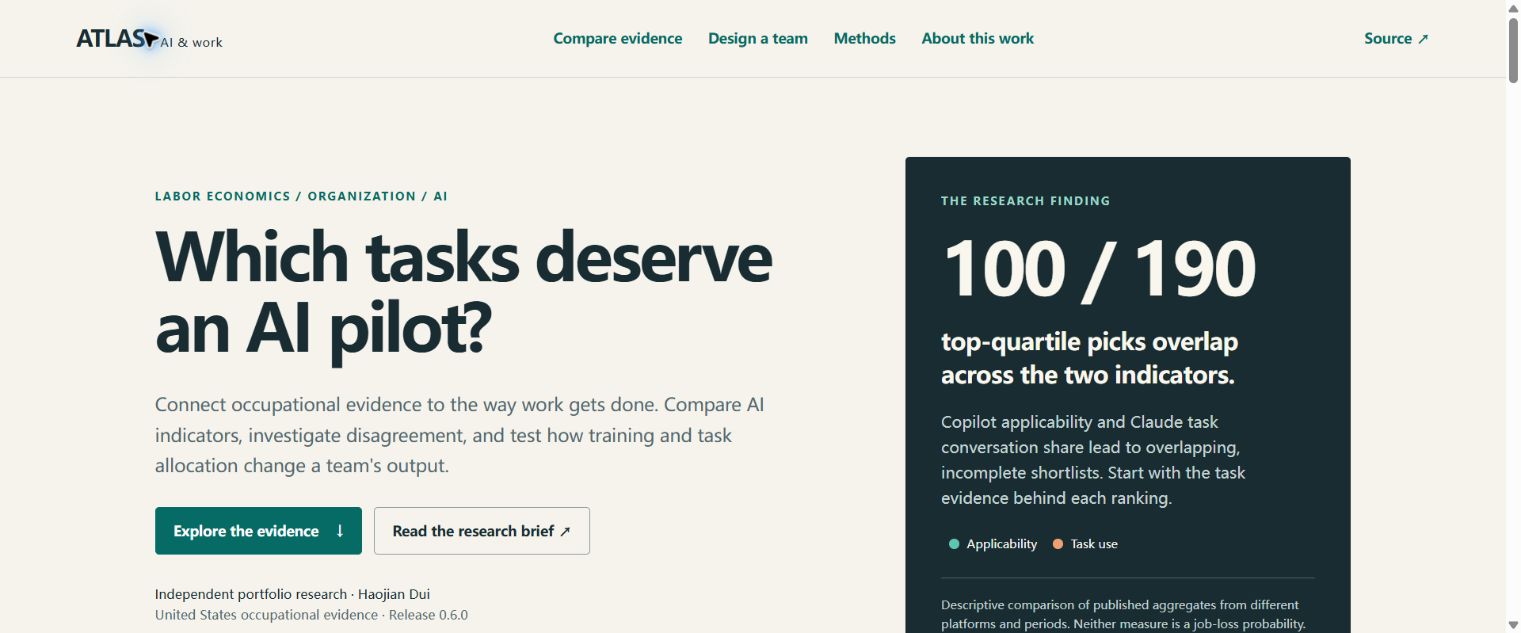 ATLAS AI & work
Compare evidence
Design a team
Methods
About this work
Source ↗
LABOR ECONOMICS / ORGANIZATION / AI
Which tasks deserve
an AI pilot?
Connect occupational evidence to the way work gets done. Compare AI
indicators, investigate disagreement, and test how training and task
allocation change a team's output.
Explore the evidence ↓
Read the research brief ↗
Independent portfolio research · Haojian Dui
United States occupational evidence · Release 0.6.0
THE RESEARCH FINDING
100 / 190
top-quartile picks overlap
across the two indicators.
Copilot applicability and Claude task
conversation share lead to overlapping,
incomplete shortlists. Start with the task
evidence behind each ranking.
Applicability
Task use
Descriptive comparison of published aggregates from different
platforms and periods. Neither measure is a job-loss probability.